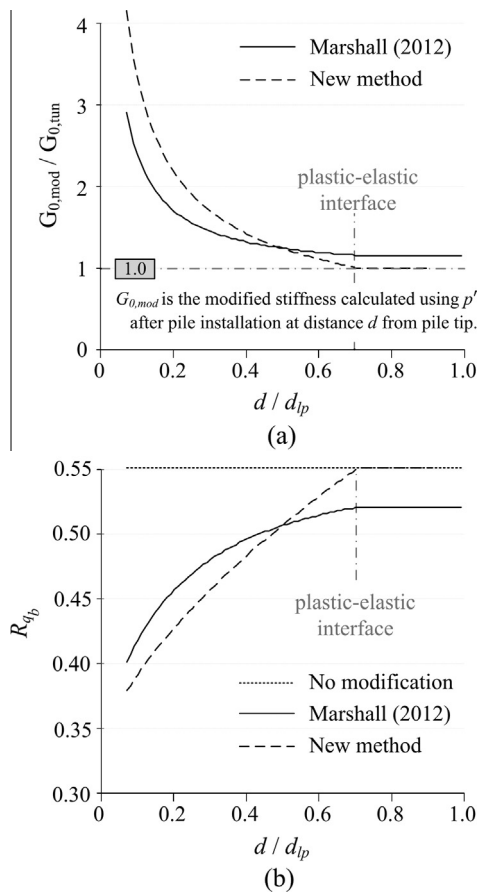 4
3
2
1
0
G0,mod / G0,tun
Marshall (2012)
New method
plastic-elastic
interface
1.0
G0,mod is the modified stiffness calculated using p′
after pile installation at distance d from pile tip.
0 0.2 0.4 0.6 0.8 1.0
d / dlp
(a)
0.55
0.50
0.45
0.40
0.35
0.30
Rqb
plastic-elastic
interface
No modification
Marshall (2012)
New method
0 0.2 0.4 0.6 0.8 1.0
d / dlp
(b)